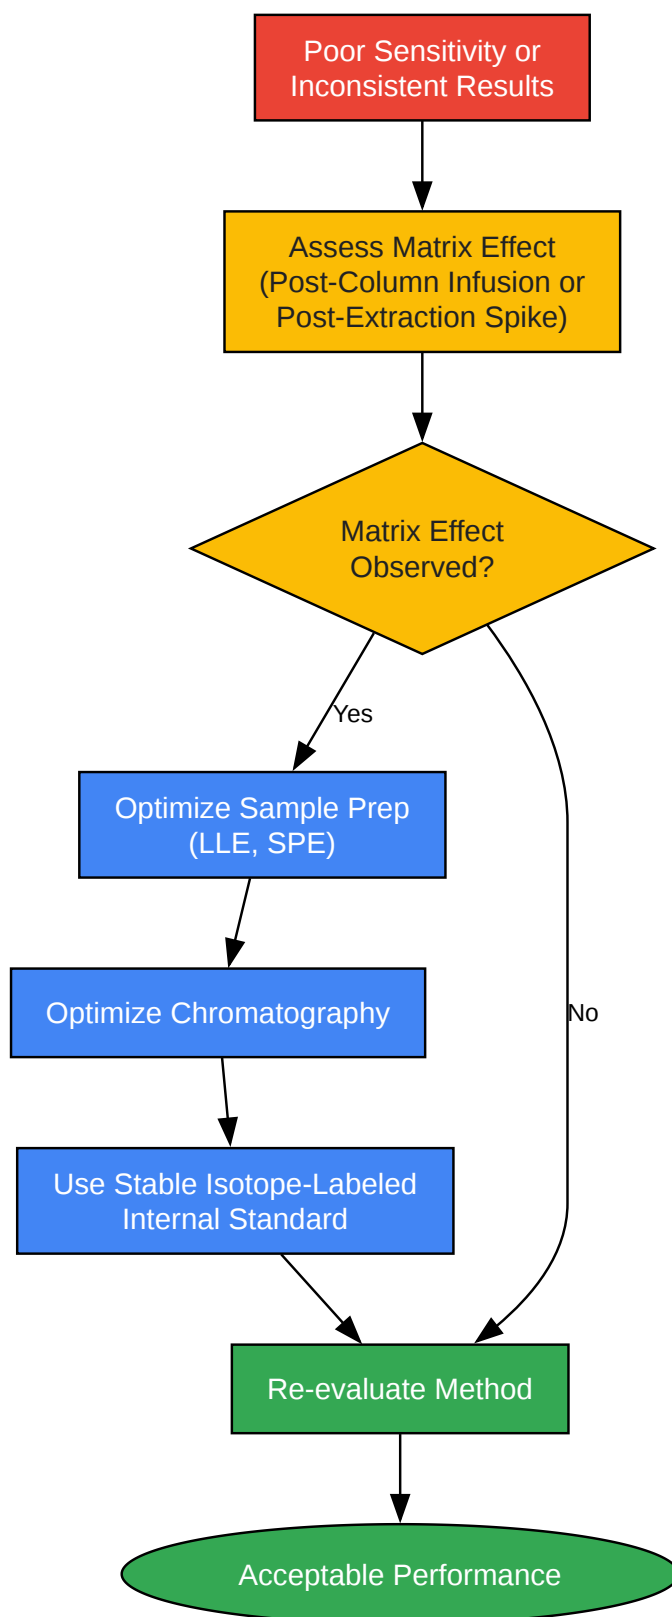 Poor Sensitivity or
Inconsistent Results
Assess Matrix Effect
(Post-Column Infusion or
Post-Extraction Spike)
Matrix Effect
Observed?
Yes
Optimize Sample Prep
(LLE, SPE)
Optimize Chromatography
No
Use Stable Isotope-Labeled
Internal Standard
Re-evaluate Method
Acceptable Performance